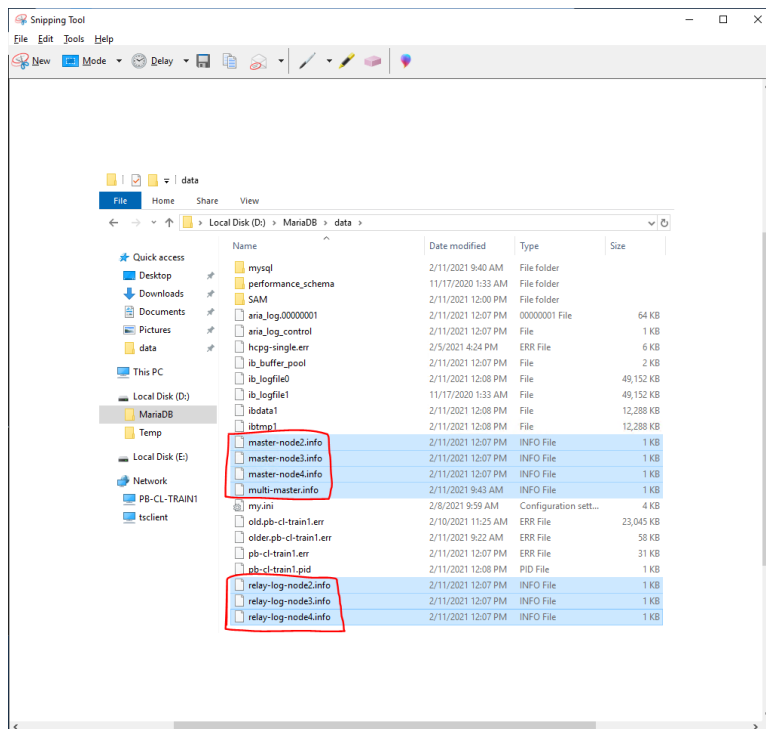 Snipping Tool
File Edit Tools Help
New Mode Delay
data
File Home Share View
Local Disk (D:) > MariaDB > data >
Name Date modified Type Size
Quick access
Desktop
Downloads
Documents
Pictures
data
This PC
Local Disk (D:)
MariaDB
Temp
Local Disk (E:)
Network
PB-CL-TRAIN1
tsclient
mysql 2/11/2021 9:40 AM File folder
performance_schema 11/17/2020 1:33 AM File folder
SAM 2/11/2021 12:00 PM File folder
aria_log.00000001 2/11/2021 12:07 PM 00000001 File 64 KB
aria_log_control 2/11/2021 12:07 PM File 1 KB
hcpg-single.err 2/5/2021 4:24 PM ERR File 6 KB
ib_buffer_pool 2/11/2021 12:07 PM File 2 KB
ib_logfile0 2/11/2021 12:08 PM File 49,152 KB
ib_logfile1 11/17/2020 1:33 AM File 49,152 KB
ibdata1 2/11/2021 12:08 PM File 12,288 KB
ibtmp1 2/11/2021 12:08 PM File 12,288 KB
master-node2.info 2/11/2021 12:07 PM INFO File 1 KB
master-node3.info 2/11/2021 12:07 PM INFO File 1 KB
master-node4.info 2/11/2021 12:07 PM INFO File 1 KB
multi-master.info 2/11/2021 9:43 AM INFO File 1 KB
my.ini 2/8/2021 9:59 AM Configuration sett... 4 KB
old.pb-cl-train1.err 2/10/2021 11:25 AM ERR File 23,045 KB
older.pb-cl-train1.err 2/11/2021 9:22 AM ERR File 58 KB
pb-cl-train1.err 2/11/2021 12:07 PM ERR File 31 KB
pb-cl-train1.pid 2/11/2021 12:08 PM PID File 1 KB
relay-log-node2.info 2/11/2021 12:07 PM INFO File 1 KB
relay-log-node3.info 2/11/2021 12:07 PM INFO File 1 KB
relay-log-node4.info 2/11/2021 12:07 PM INFO File 1 KB